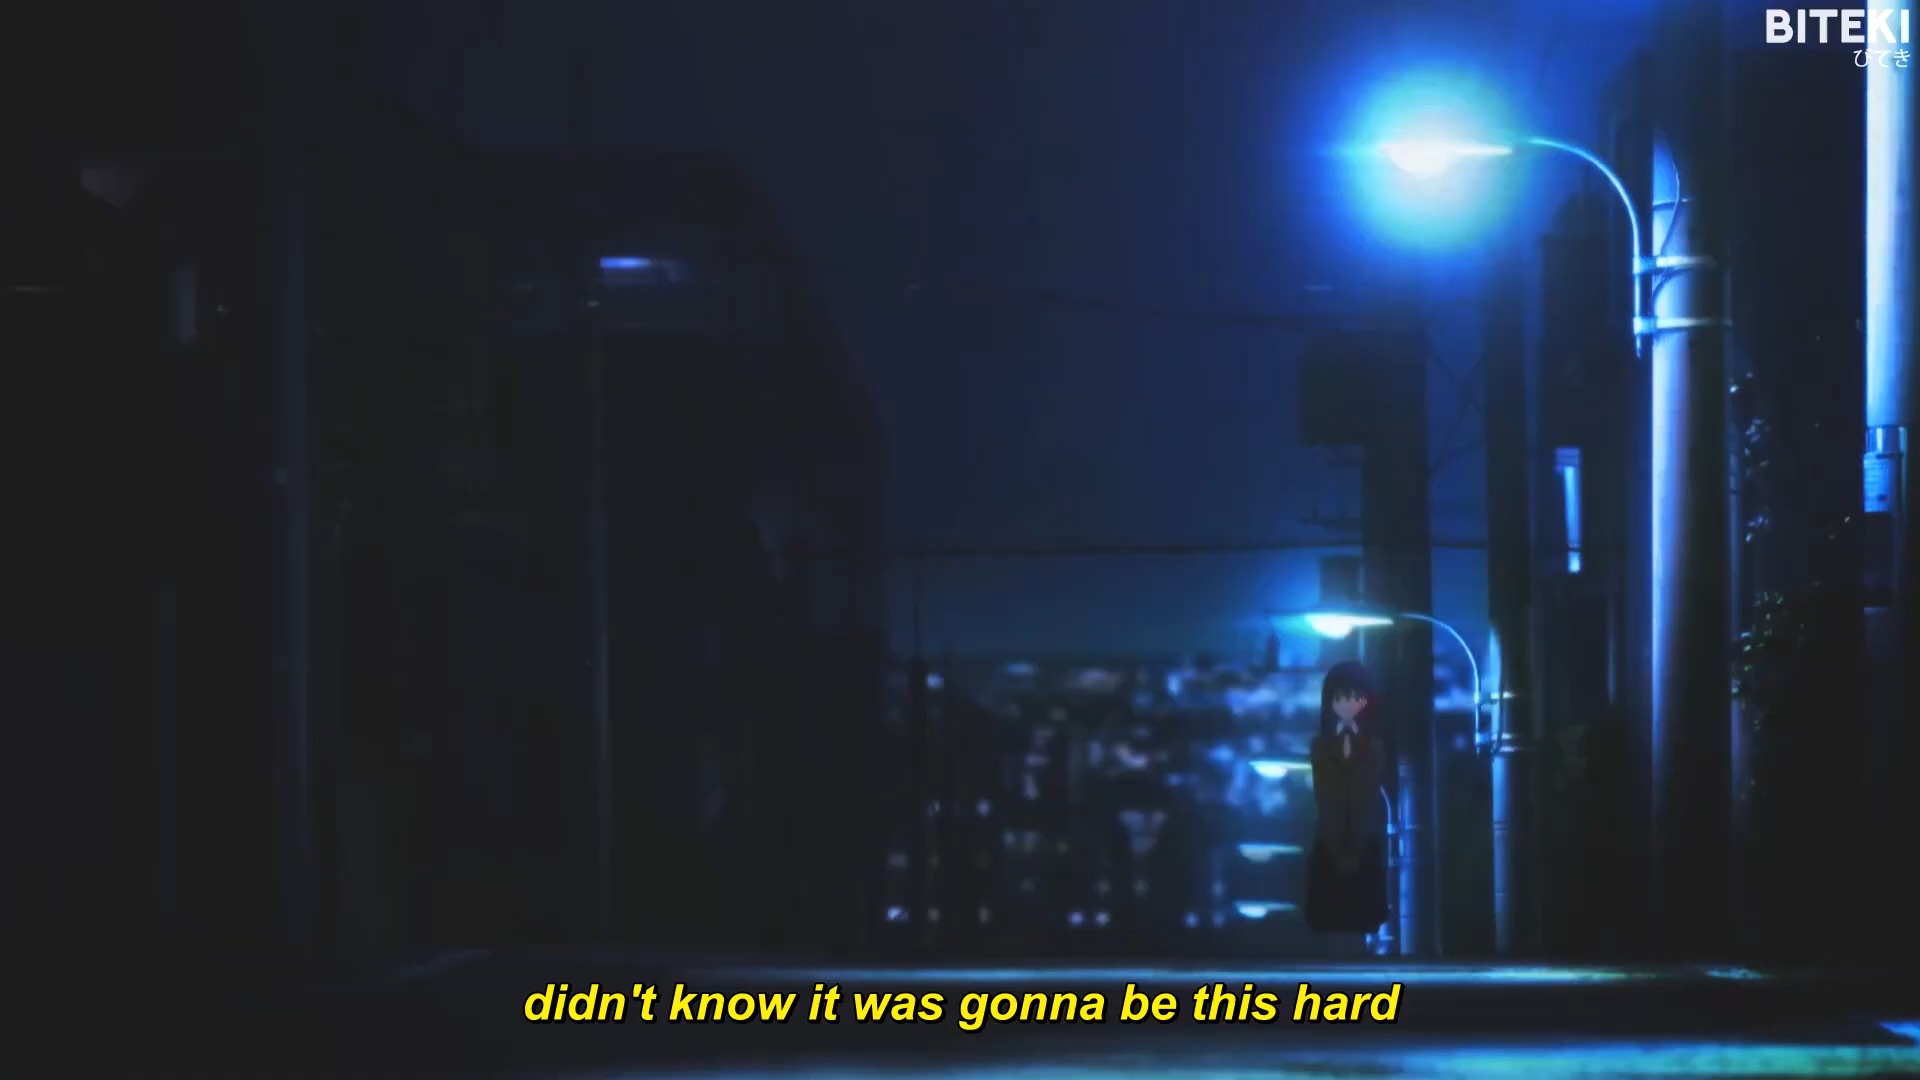 BITEKI
びてき
didn't know it was gonna be this hard